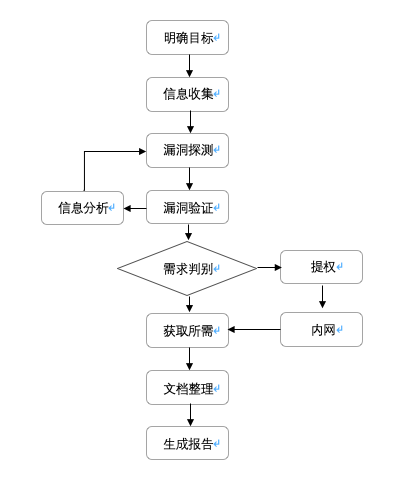 明确目标
信息收集
漏洞探测
信息分析
漏洞验证
需求判别
提权
获取所需
内网
文档整理
生成报告